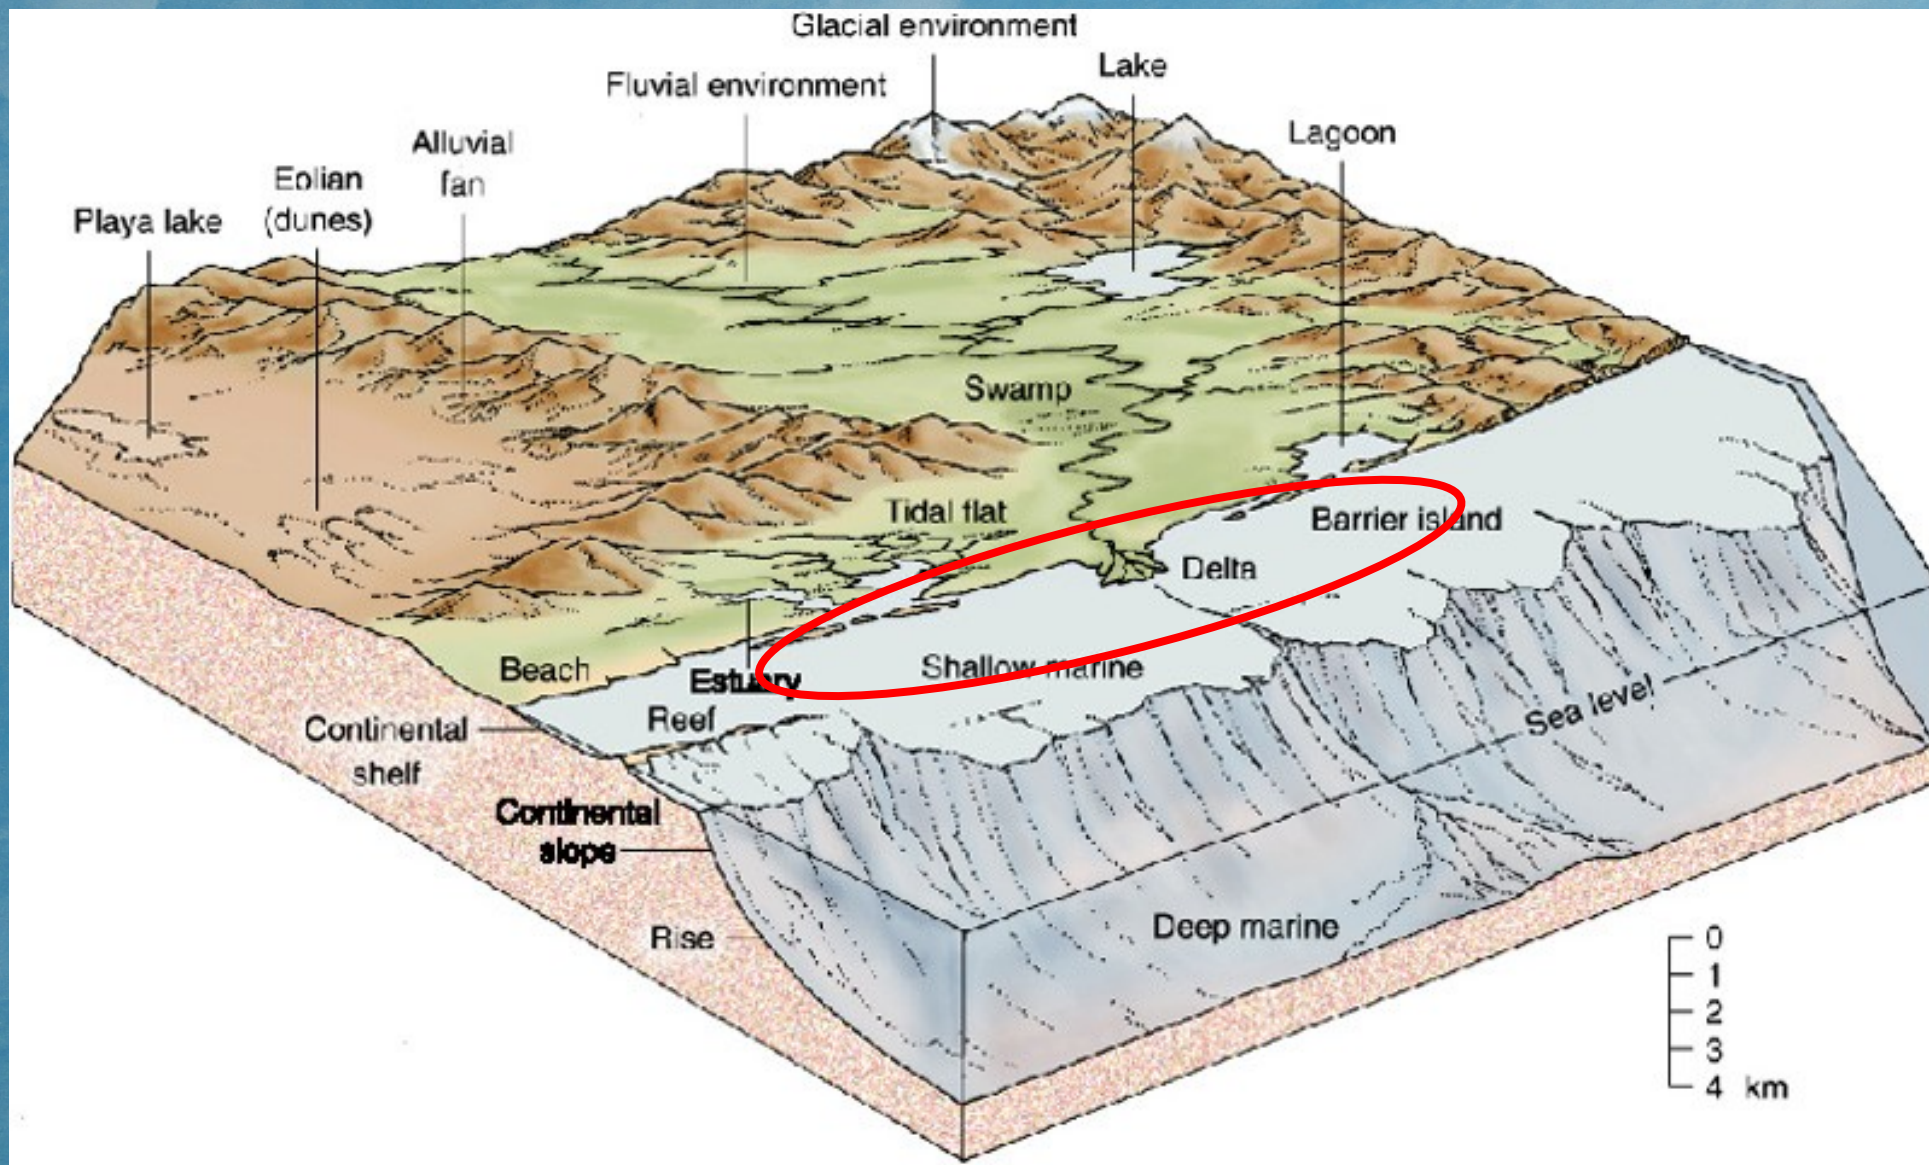 Glacial environment
Lake
Fluvial environment
Lagoon
Alluvial
fan
Eolian
(dunes)
Playa lake
Swamp
Tidal flat
Barrier island
Delta
Beach
Estuary
Shallow marine
Reef
Continental
shelf
Sea level
Continental
slope
Rise
Deep marine
0
1
2
3
4 km